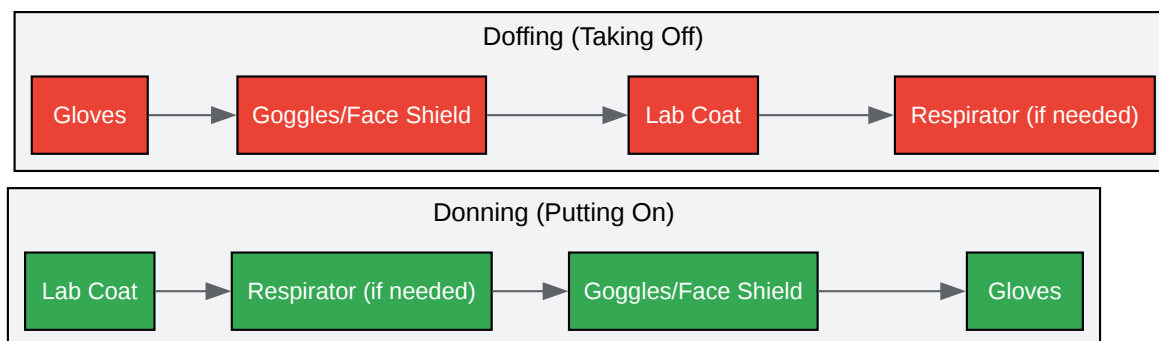 Doffing (Taking Off)
Gloves
Goggles/Face Shield
Lab Coat
Respirator (if needed)
Donning (Putting On)
Lab Coat
Respirator (if needed)
Goggles/Face Shield
Gloves